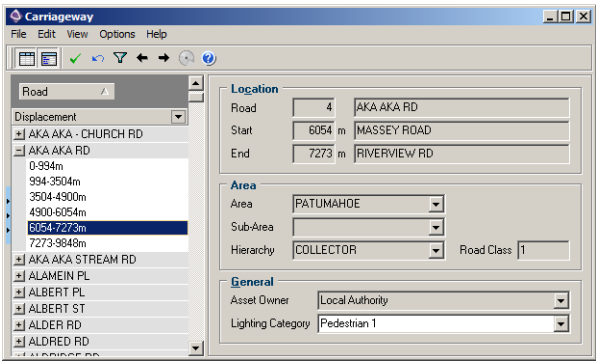 Carriageway
File Edit View Options Help
Road
Displacement
AKA AKA - CHURCH RD
AKA AKA RD
0-994m
994-3504m
3504-4900m
4900-6054m
6054-7273m
7273-9848m
AKA AKA STREAM RD
ALAMEIN PL
ALBERT PL
ALBERT ST
ALDER RD
ALDRED RD
ALDRIDGE RD
Location
Road 4 AKA AKA RD
Start 6054 m MASSEY ROAD
End 7273 m RIVERVIEW RD
Area
Area PATUMAHOE
Sub-Area
Hierarchy COLLECTOR Road Class 1
General
Asset Owner Local Authority
Lighting Category Pedestrian 1